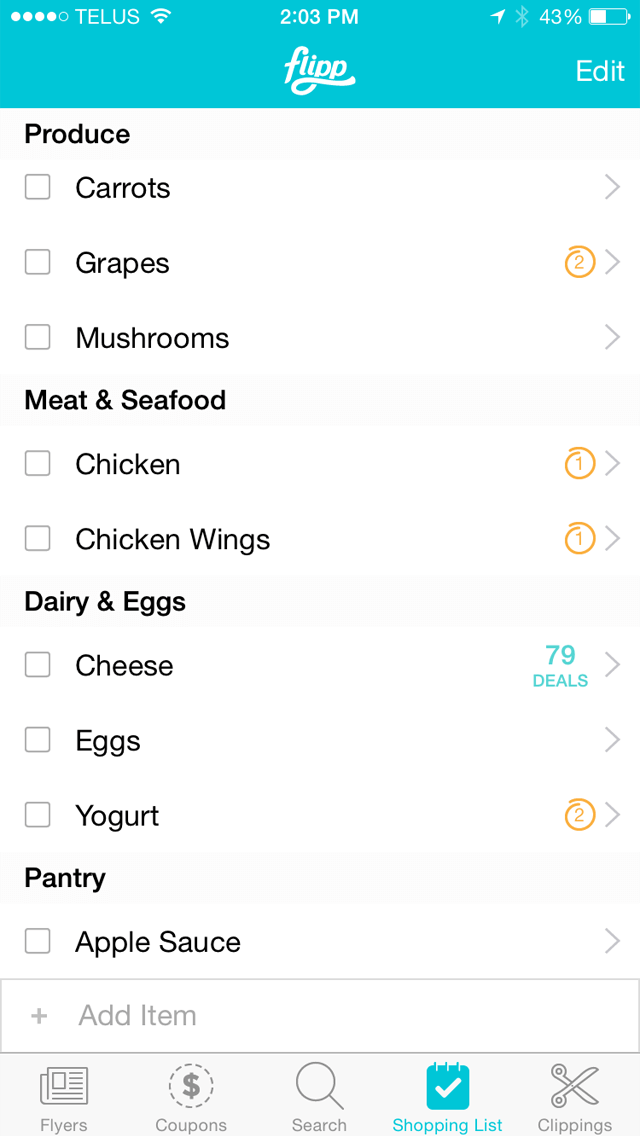 TELUS 2:03 PM 43%
flipp Edit
Produce
Carrots
Grapes 2
Mushrooms
Meat & Seafood
Chicken 1
Chicken Wings 1
Dairy & Eggs
Cheese 79 DEALS
Eggs
Yogurt 2
Pantry
Apple Sauce
+ Add Item
$
Flyers Coupons Search Shopping List Clippings